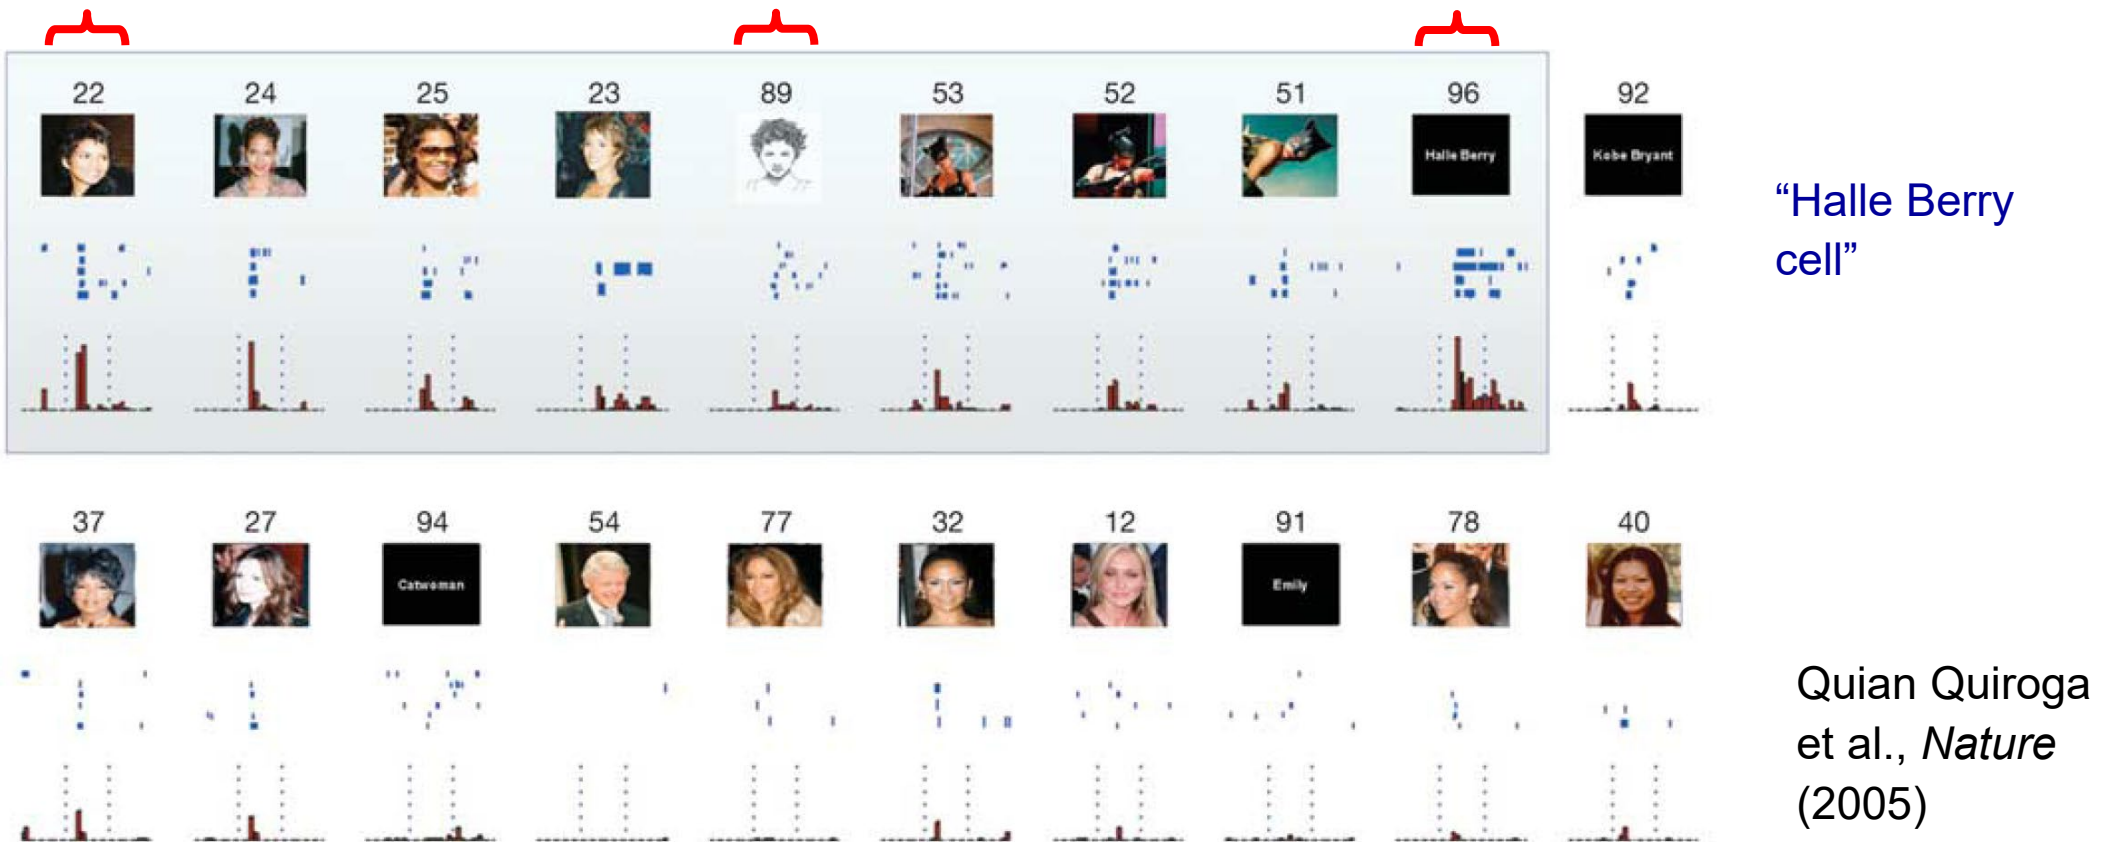 22 24 25 23 89 53 52 51 96 92
Halle Berry Kobe Bryant
“Halle Berry
cell”
37 27 94 54 77 32 12 91 78 40
Catwoman Emily
Quian Quiroga
et al., Nature
(2005)